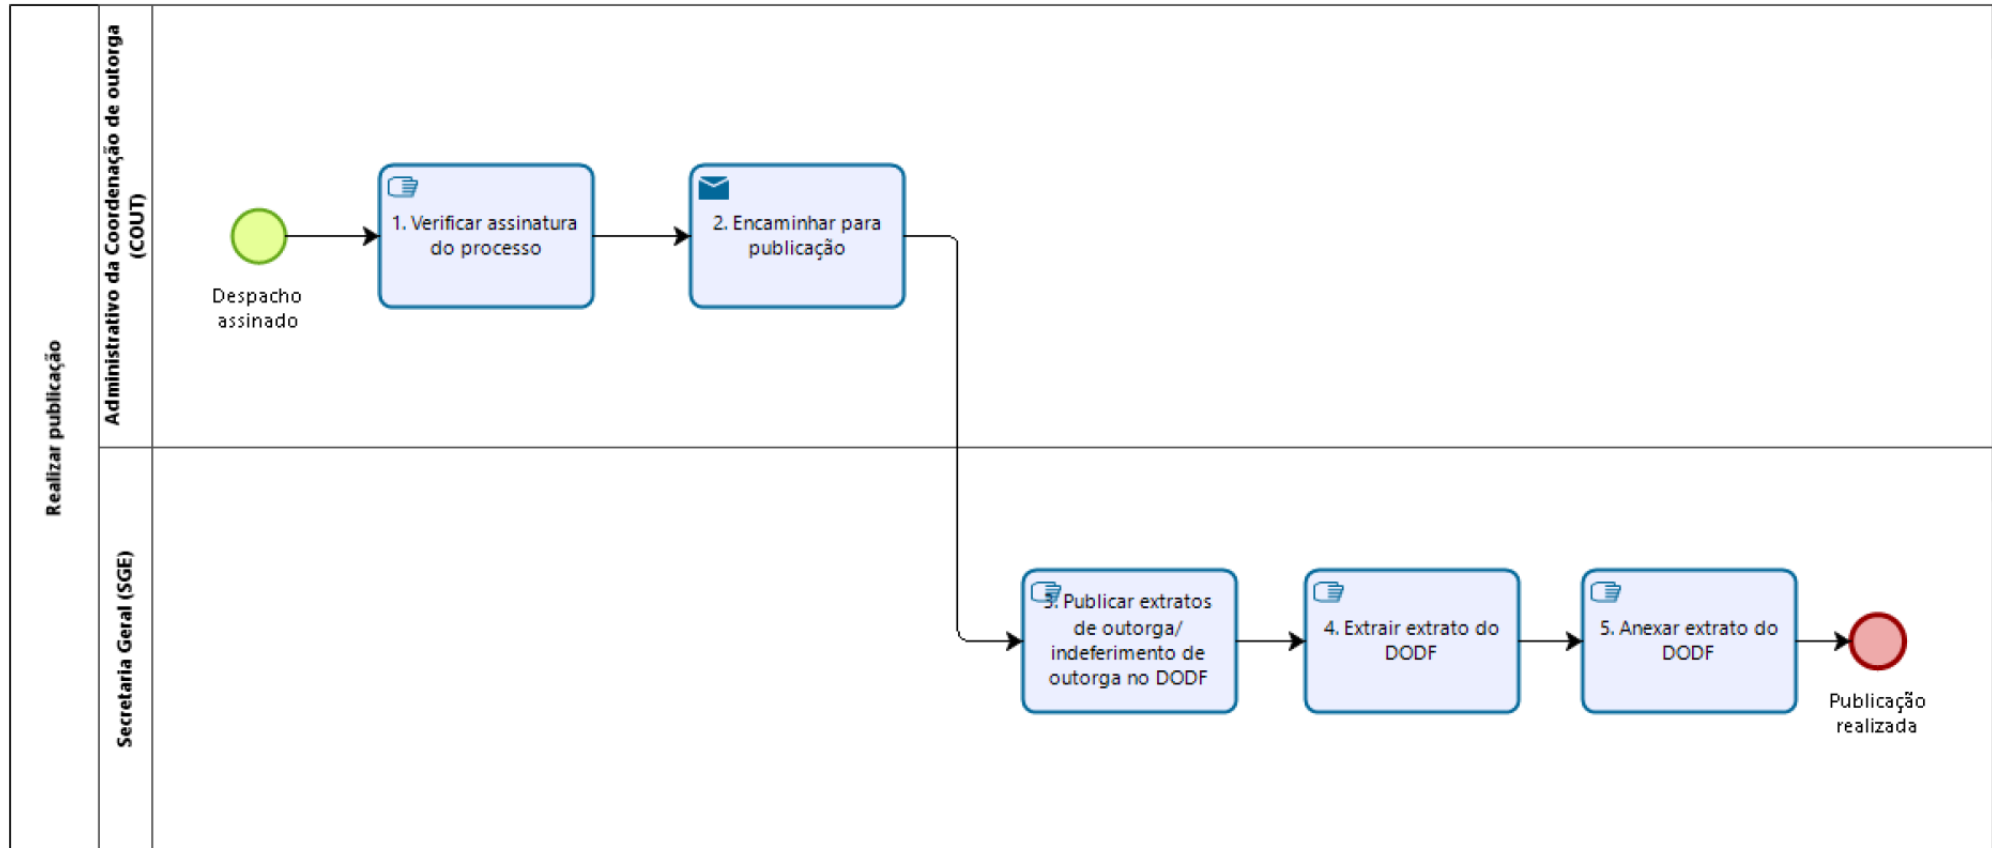 Realizar publicação
Administrativo da Coordenação de outorga
(COUT)
Despacho
assinado
1. Verificar assinatura
do processo
2. Encaminhar para
publicação
Secretaria Geral (SGE)
3. Publicar extratos
de outorga/
indeferimento de
outorga no DODF
4. Extrair extrato do
DODF
5. Anexar extrato do
DODF
Publicação
realizada